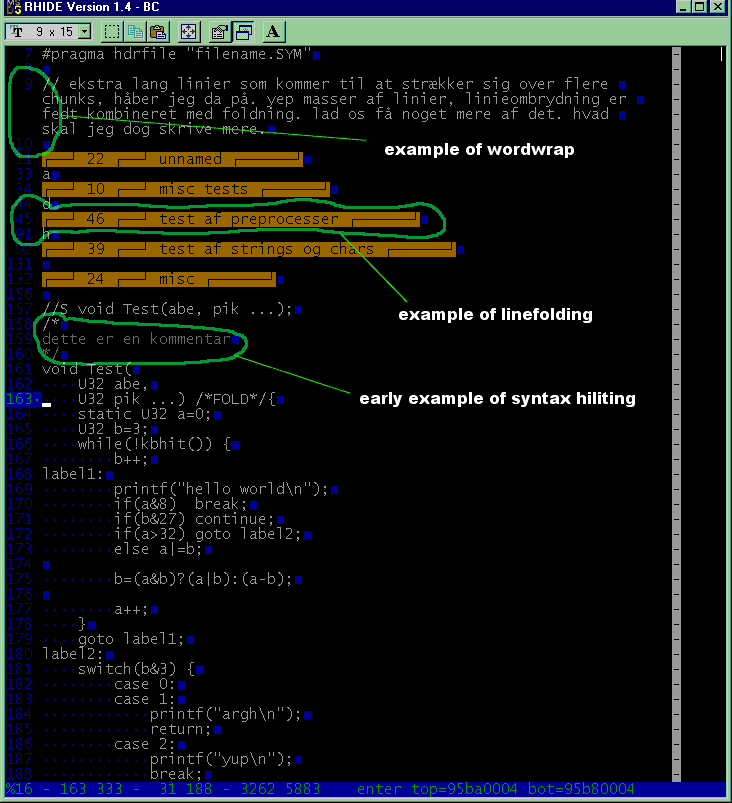 RHIDE Version 1.4 - BC
9 x 15
#pragma hdrfile "filename.SYM"
9 // ekstra lang linier som kommer til at strækker sig over flere
chunks, håber jeg da på. yep masser af linier, linieombrydning er
fedt kombineret med foldning. lad os få noget mere af det. hvad
skal jeg dog skrive mere.
10
11 22 unnamed
33 a
34 10 misc tests
44 d
45 46 test af preprocesser
91 h
92 39 test af strings og chars
131
132 24 misc
156
157 //S void Test(abe, pik ...);
158 /*
159 dette er en kommentar
160 */
161 void Test(
162 U32 abe,
163 U32 pik ...) /*FOLD*/{
164 static U32 a=0;
165 U32 b=3;
166 while(!kbhit()) {
167 b++;
168 label1:
169 printf("hello world\n");
170 if(a&8) break;
171 if(b&27) continue;
172 if(a>32) goto label2;
173 else a|=b;
174
175 b=(a&b)?(a|b):(a-b);
176
177 a++;
178 }
179 goto label1;
180 label2:
181 switch(b&3) {
182 case 0:
183 case 1:
184 printf("argh\n");
185 return;
186 case 2:
187 printf("yup\n");
188 break;
%16 - 163 333 - 31 188 - 3262 5883 enter top=95ba0004 bot=95b80004
example of wordwrap
example of linefolding
early example of syntax hiliting